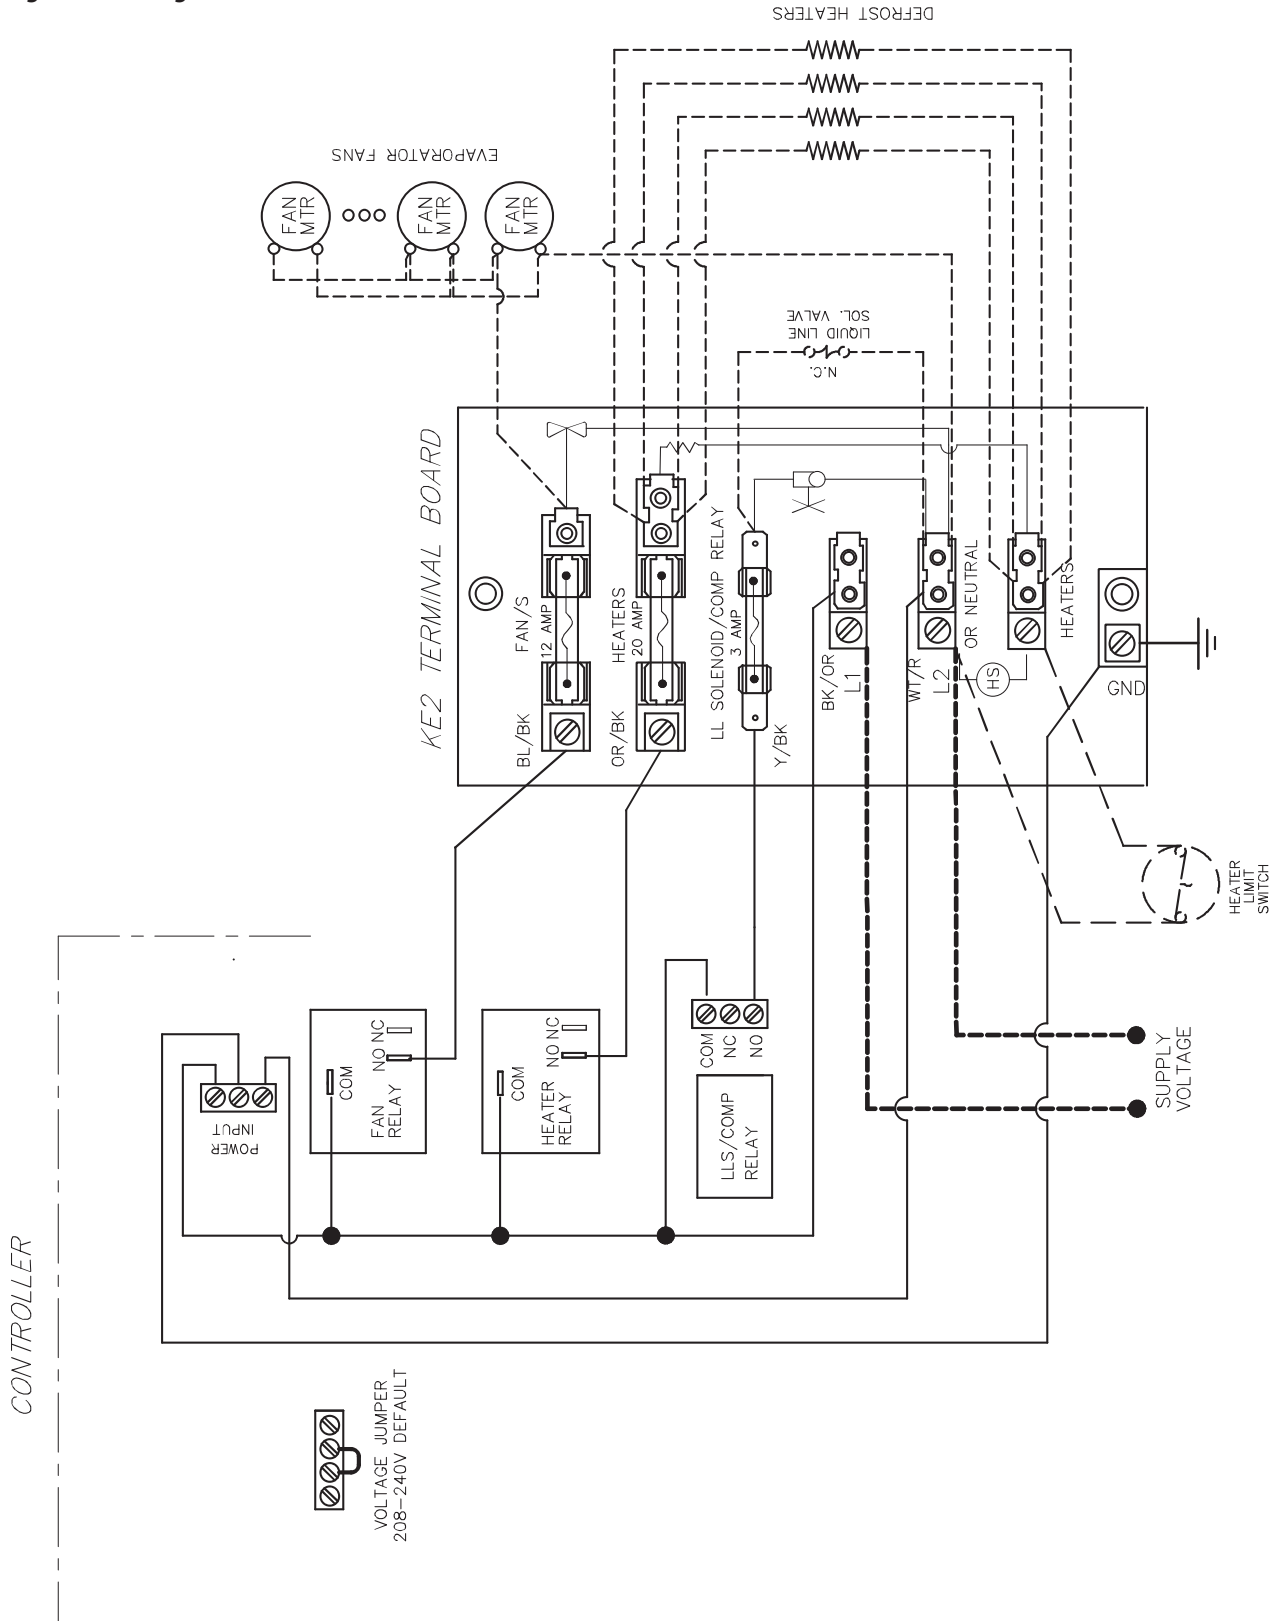 DEFROST HEATERS
EVAPORATOR FANS
FAN
MTR
FAN
MTR
FAN
MTR
LIQUID LINE
SOL. VALVE
N.C.
KE2 TERMINAL BOARD
FAN/S
12 AMP
BL/BK
HEATERS
20 AMP
OR/BK
LL SOLENOID/COMP RELAY
3 AMP
Y/BK
BK/OR
L1
WT/R
L2
OR NEUTRAL
HS
HEATERS
GND
HEATER
LIMIT
SWITCH
POWER
INPUT
COM
NO NC
FAN
RELAY
COM
NO NC
HEATER
RELAY
COM
NC
NO
LLS/COMP
RELAY
SUPPLY
VOLTAGE
CONTROLLER
VOLTAGE JUMPER
208-240V DEFAULT